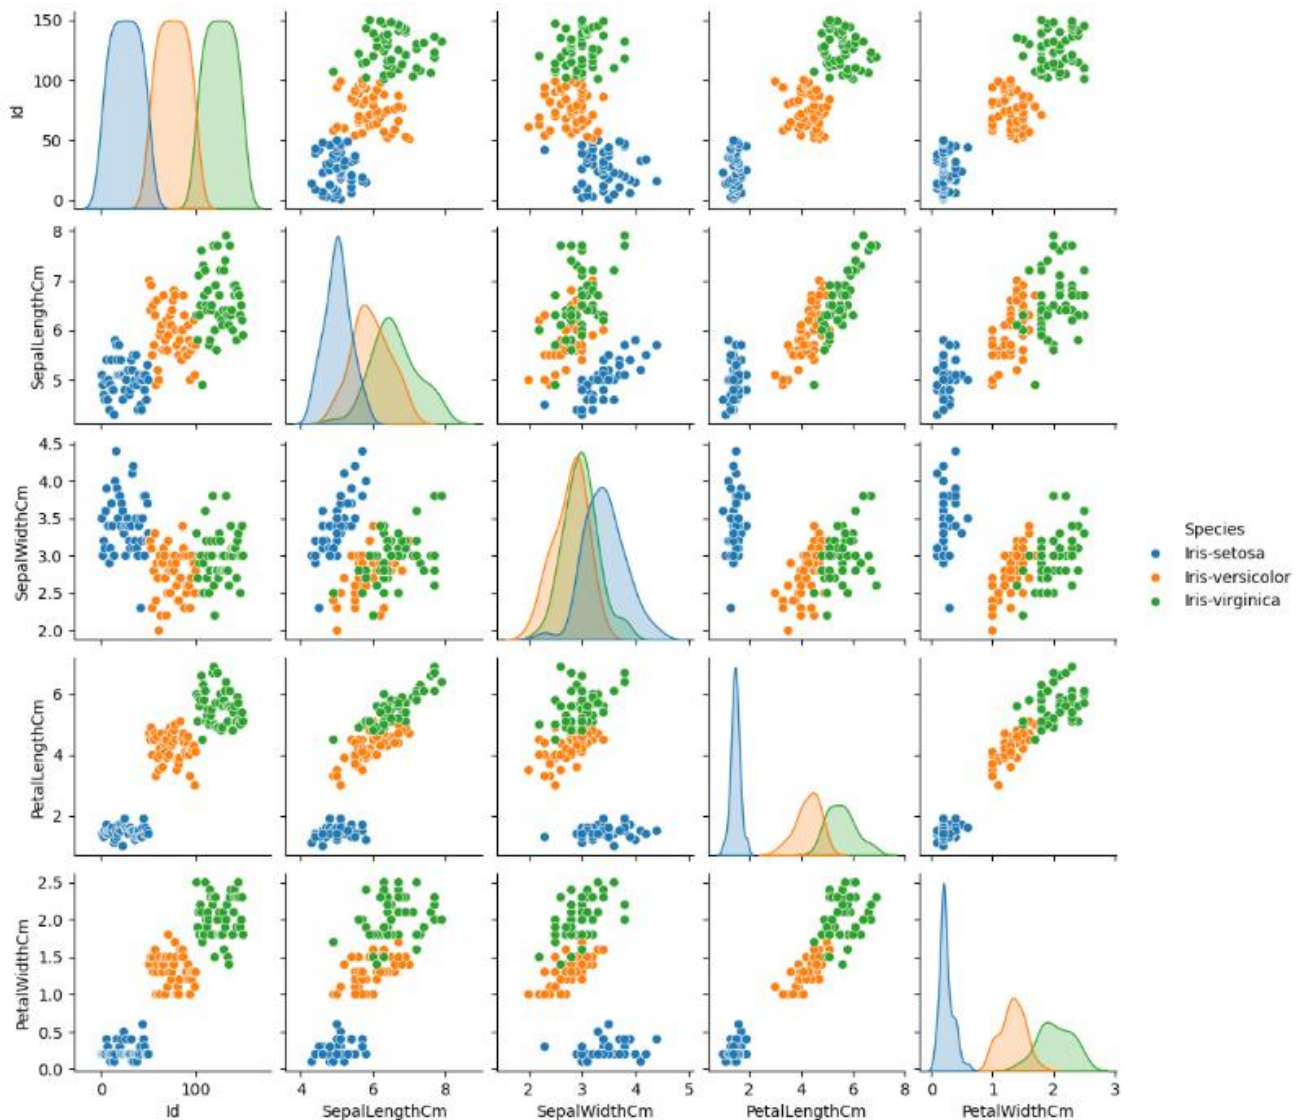 150
100
50
0
Id
8
7
6
5
SepalLengthCm
4.5
4.0
3.5
3.0
2.5
2.0
SepalWidthCm
Species
Iris-setosa
Iris-versicolor
Iris-virginica
6
4
2
PetalLengthCm
2.5
2.0
1.5
1.0
0.5
0.0
PetalWidthCm
0 100
4 6 8
2 3 4 5
2 4 6 8
0 1 2 3
Id SepalLengthCm SepalWidthCm PetalLengthCm PetalWidthCm